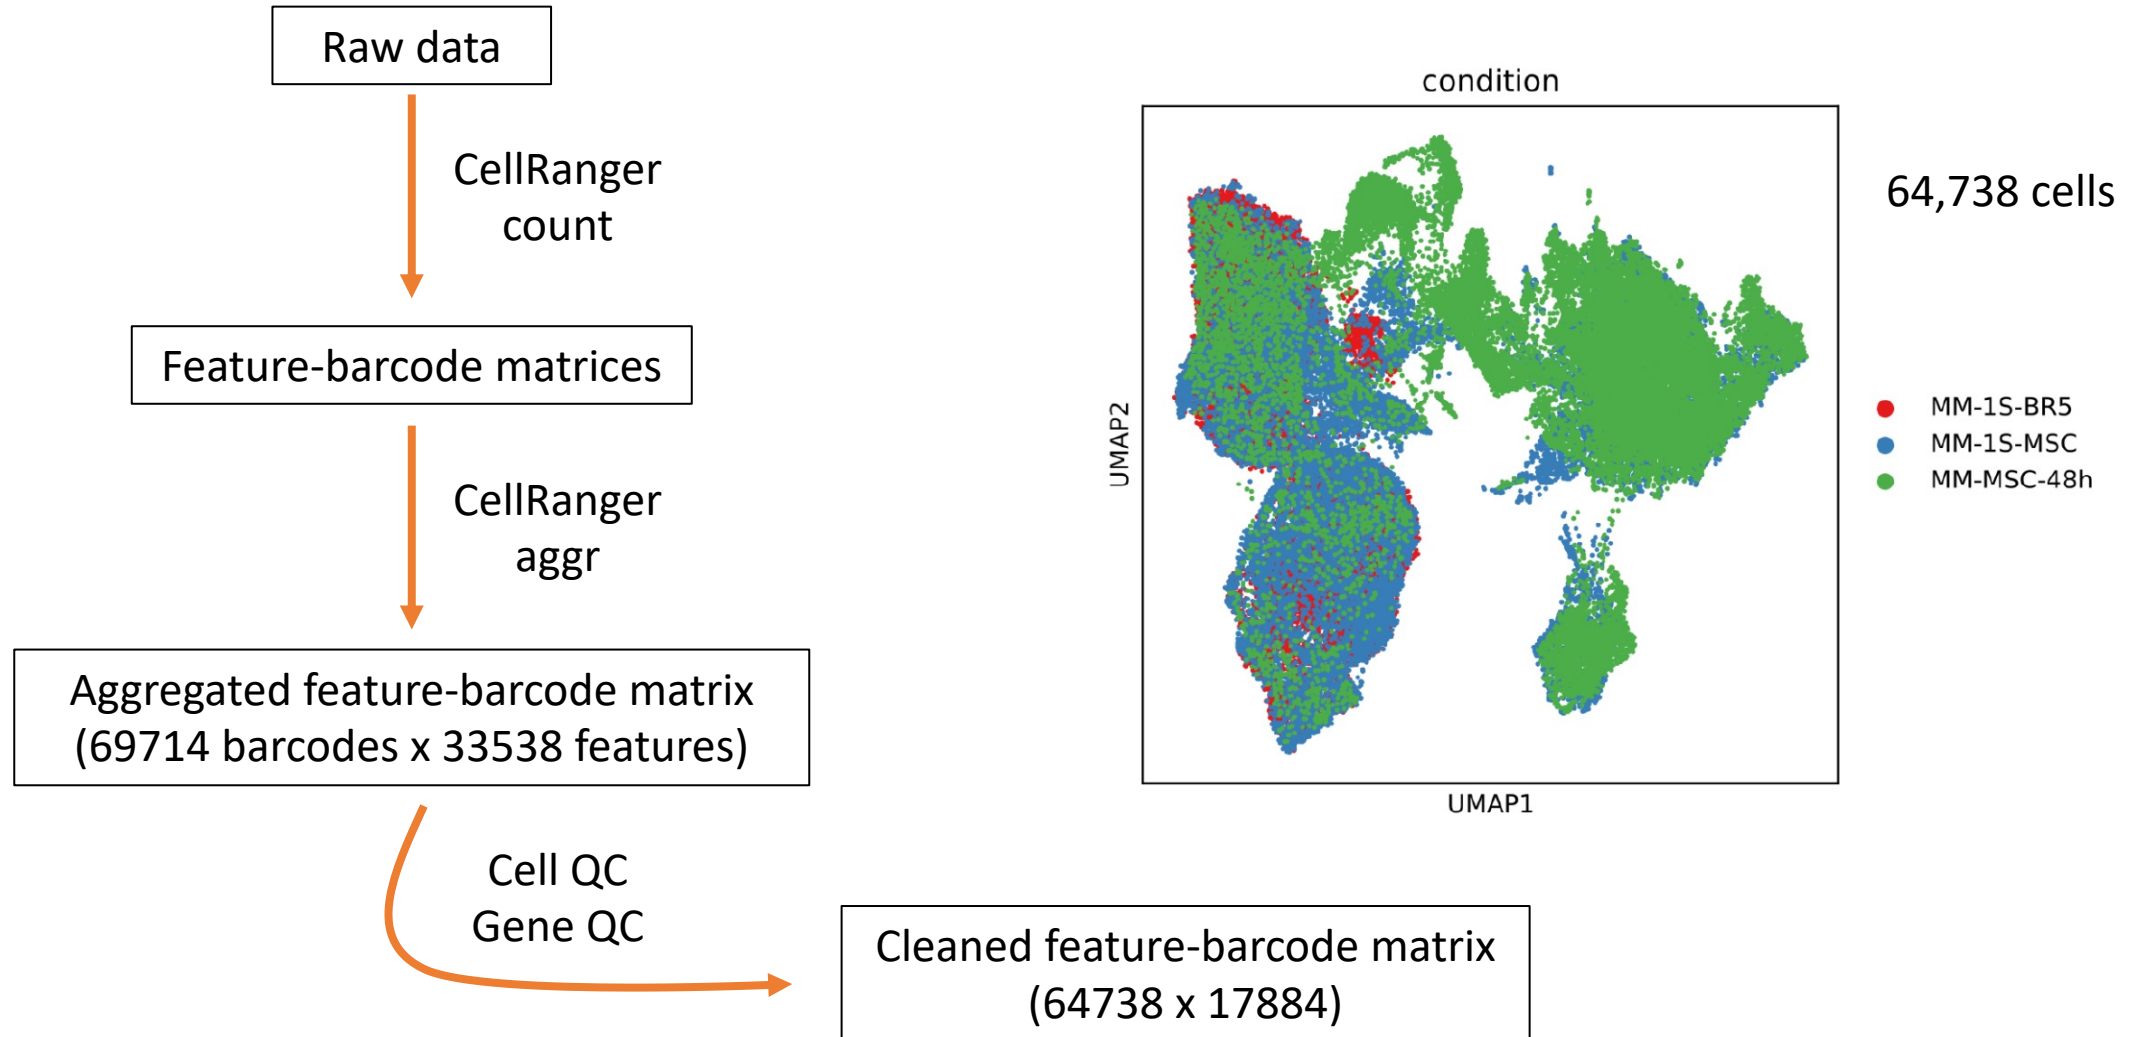 Raw data
CellRanger
count
Feature-barcode matrices
CellRanger
aggr
Aggregated feature-barcode matrix
(69714 barcodes x 33538 features)
Cell QC
Gene QC
Cleaned feature-barcode matrix
(64738 x 17884)
condition
UMAP2
UMAP1
64,738 cells
MM-1S-BR5
MM-1S-MSC
MM-MSC-48h